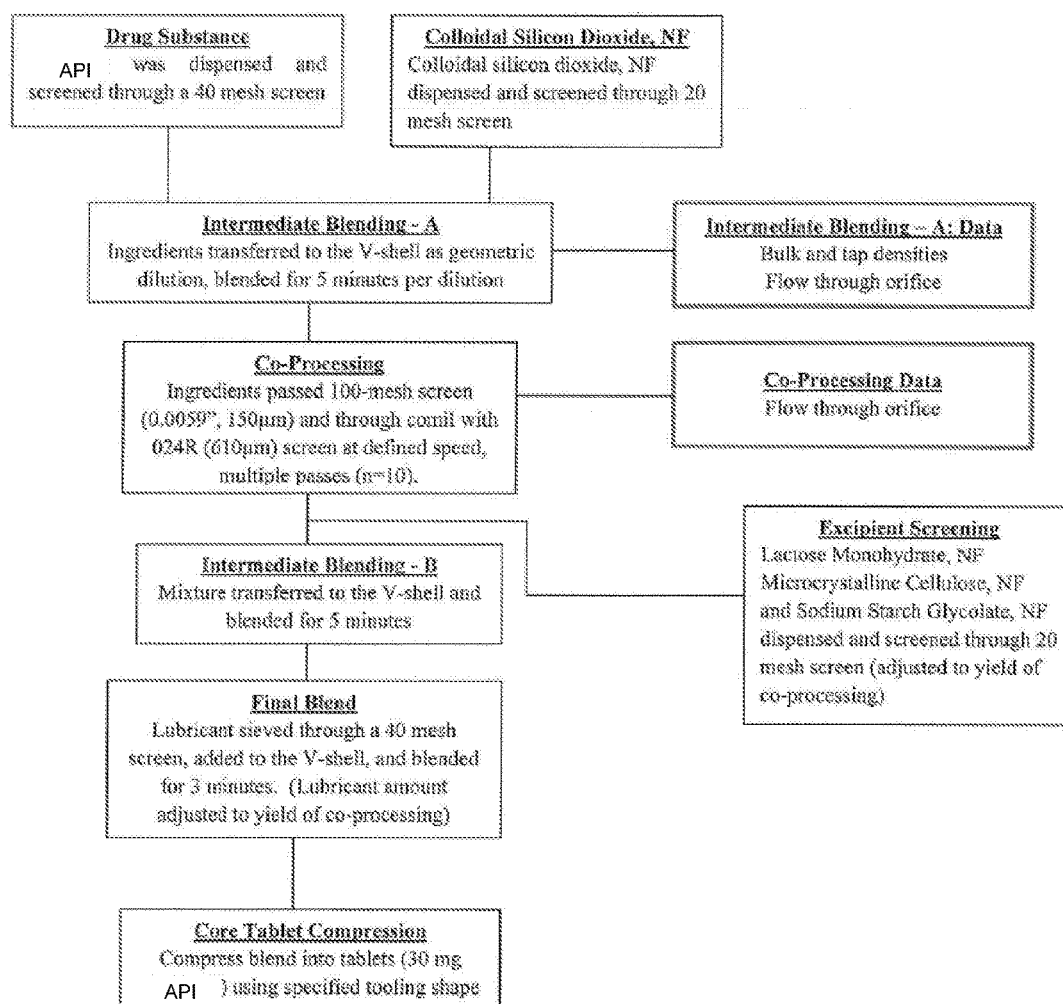 Drug Substance
API was dispensed and
screened through a 40 mesh screen
Colloidal Silicon Dioxide, NF
Colloidal silicon dioxide, NF
dispensed and screened through 20
mesh screen
Intermediate Blending - A
Ingredients transferred to the V-shell as geometric
dilution, blended for 5 minutes per dilution
Intermediate Blending – A: Data
Bulk and tap densities
Flow through orifice
Co-Processing
Ingredients passed 100-mesh screen
(0.0059", 150μm) and through comil with
024R (610μm) screen at defined speed,
multiple passes (n=10).
Co-Processing Data
Flow through orifice
Excipient Screening
Lactose Monohydrate, NF
Microcrystalline Cellulose, NF
and Sodium Starch Glycolate, NF
dispensed and screened through 20
mesh screen (adjusted to yield of
co-processing)
Intermediate Blending - B
Mixture transferred to the V-shell and
blended for 5 minutes
Final Blend
Lubricant sieved through a 40 mesh
screen, added to the V-shell, and blended
for 3 minutes. (Lubricant amount
adjusted to yield of co-processing)
Core Tablet Compression
Compress blend into tablets (30 mg
API ) using specified tooling shape